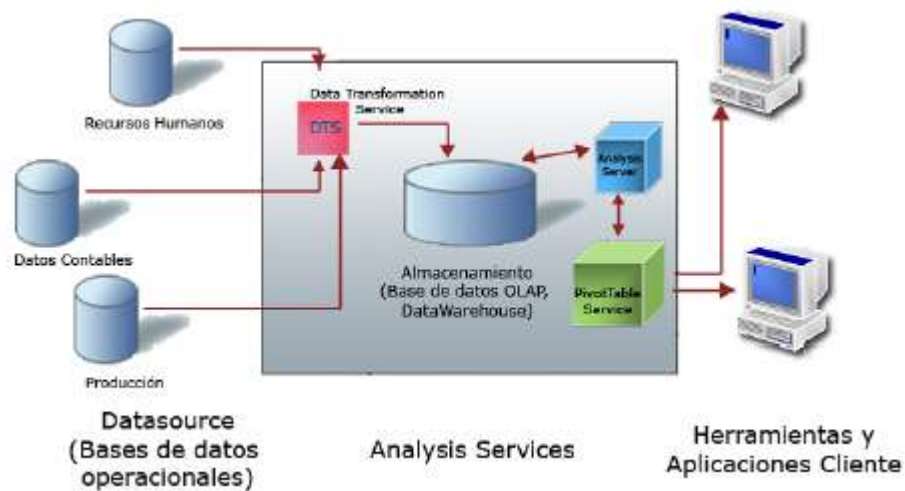 Recursos Humanos
Datos Contables
Producción
Datasource
(Bases de datos
operacionales)
Data Transformation
Service
DTS
Almacenamiento
(Base de datos OLAP,
DataWarehouse)
Analysis
Server
PivotTable
Service
Analysis Services
Herramientas y
Aplicaciones Cliente